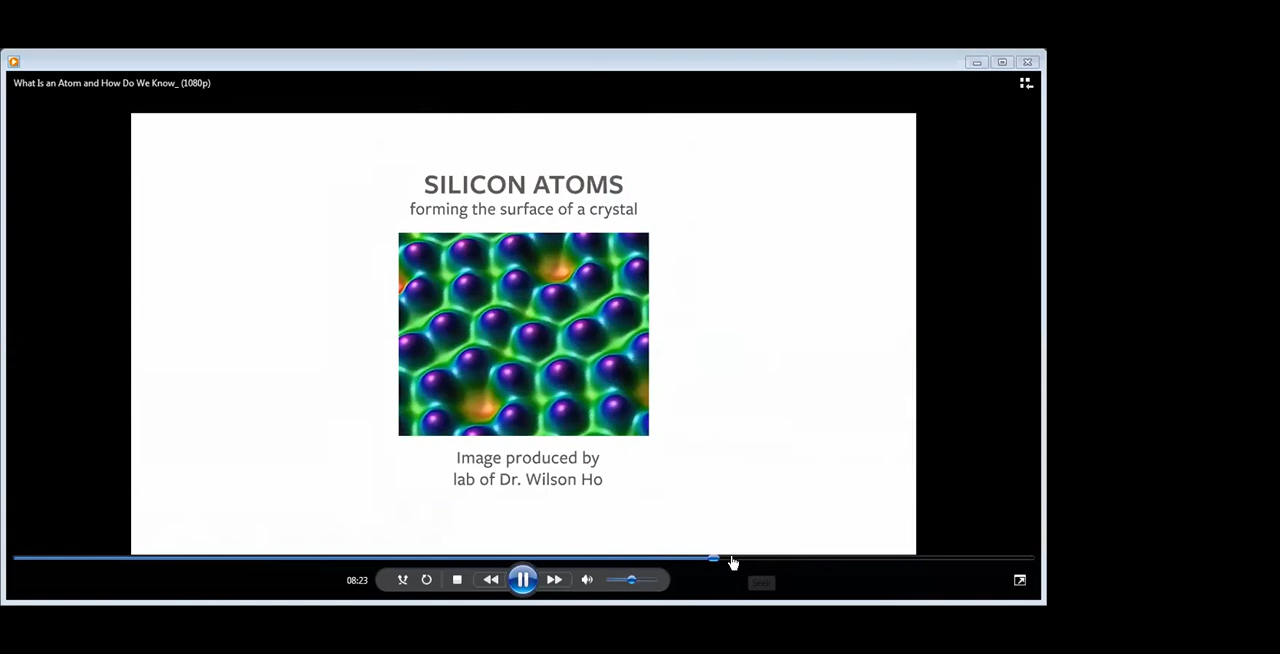 What Is an Atom and How Do We Know_ (1080p)
SILICON ATOMS
forming the surface of a crystal
Image produced by
lab of Dr. Wilson Ho
08:23
Seek